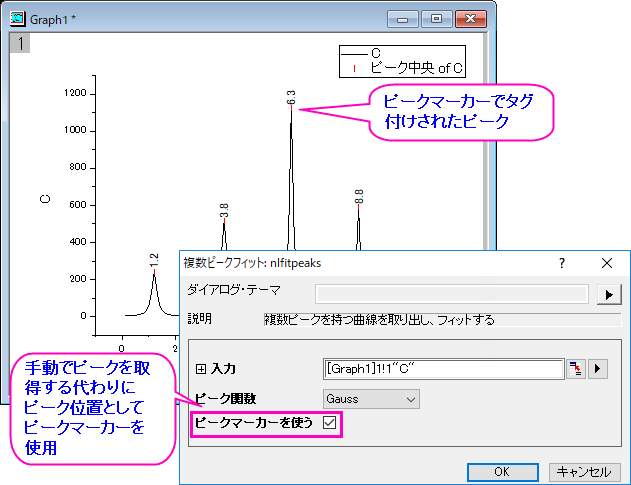 Graph1 *
1
C
ピーク中央 of C
1200
1000
800
600
400
200
0
C
0
2
1.2
3.8
6.3
8.8
ピークマーカーでタグ
付けされたピーク
複数ピークフィット: nlfitpeaks
ダイアログ・テーマ
説明
複数ピークを持つ曲線を取り出し、フィットする
入力
[Graph1]1!1"C"
ピーク関数
Gauss
ピークマーカーを使う
OK
キャンセル
手動でピークを取
得する代わりに
ピーク位置として
ピークマーカーを
使用